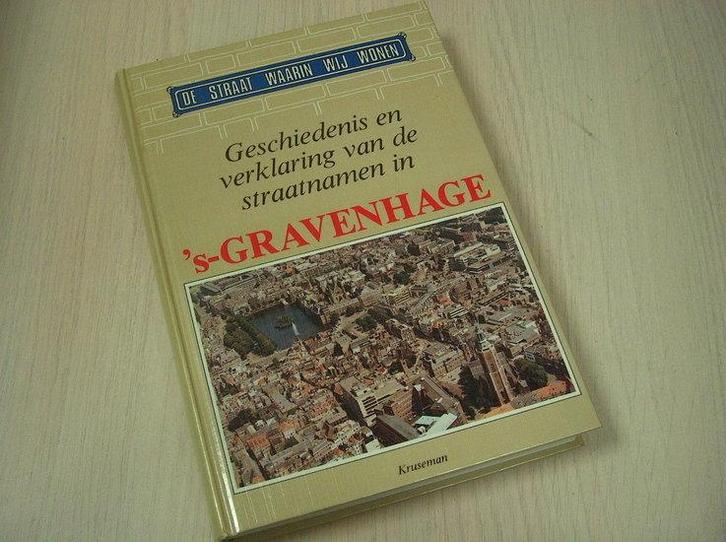 DE STRAAT WAARIN WIJ WONEN
Geschiedenis en
verklaring van de
straatnamen in
's-GRAVENHAGE
Kruseman